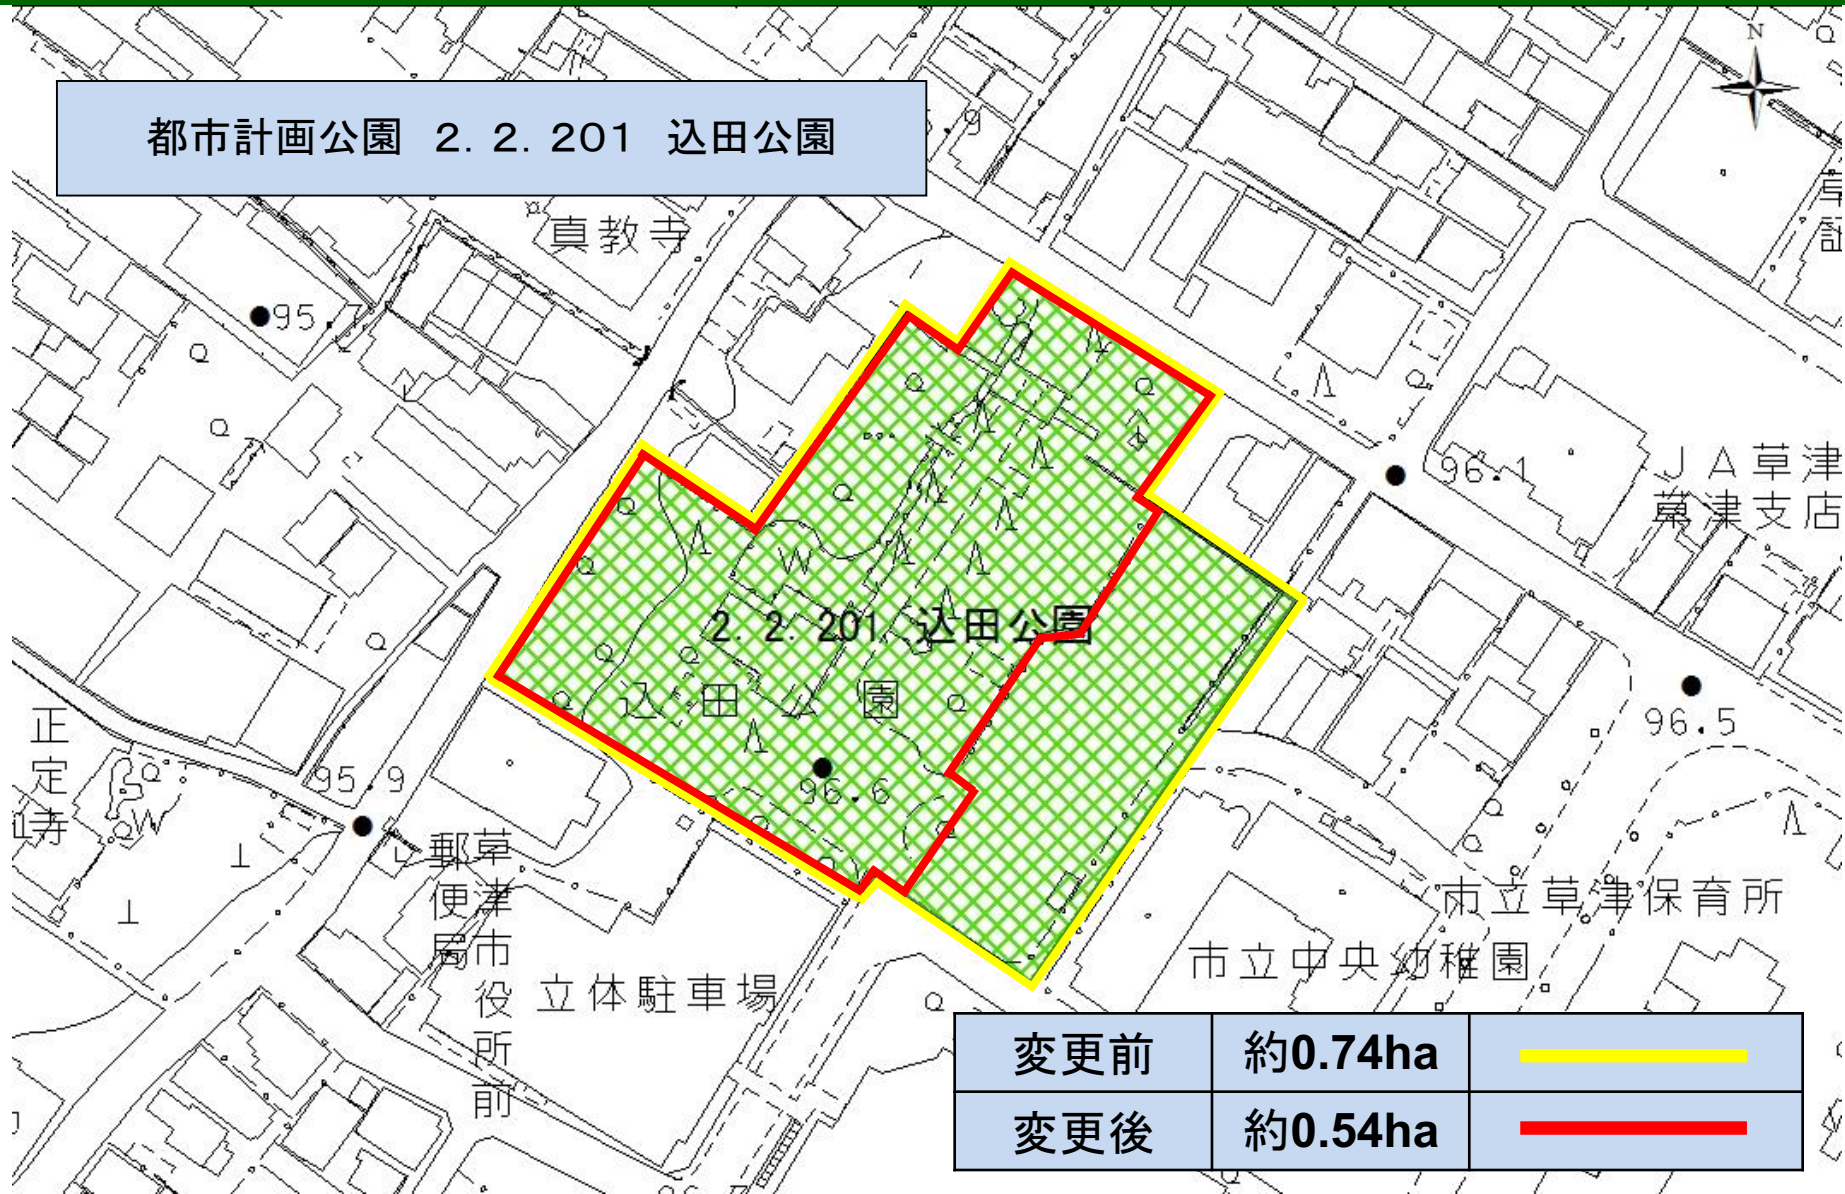 N
都市計画公園 2.2.201 込田公園
真教寺
95.7
96.1
JA草津
草津支店
2.2.201 込田公園
込田公園
96.6
96.5
正定寺
95.9
草津市役所前
郵便局
立体駐車場
市立草津保育所
市立中央幼稚園
変更前 約0.74ha
変更後 約0.54ha